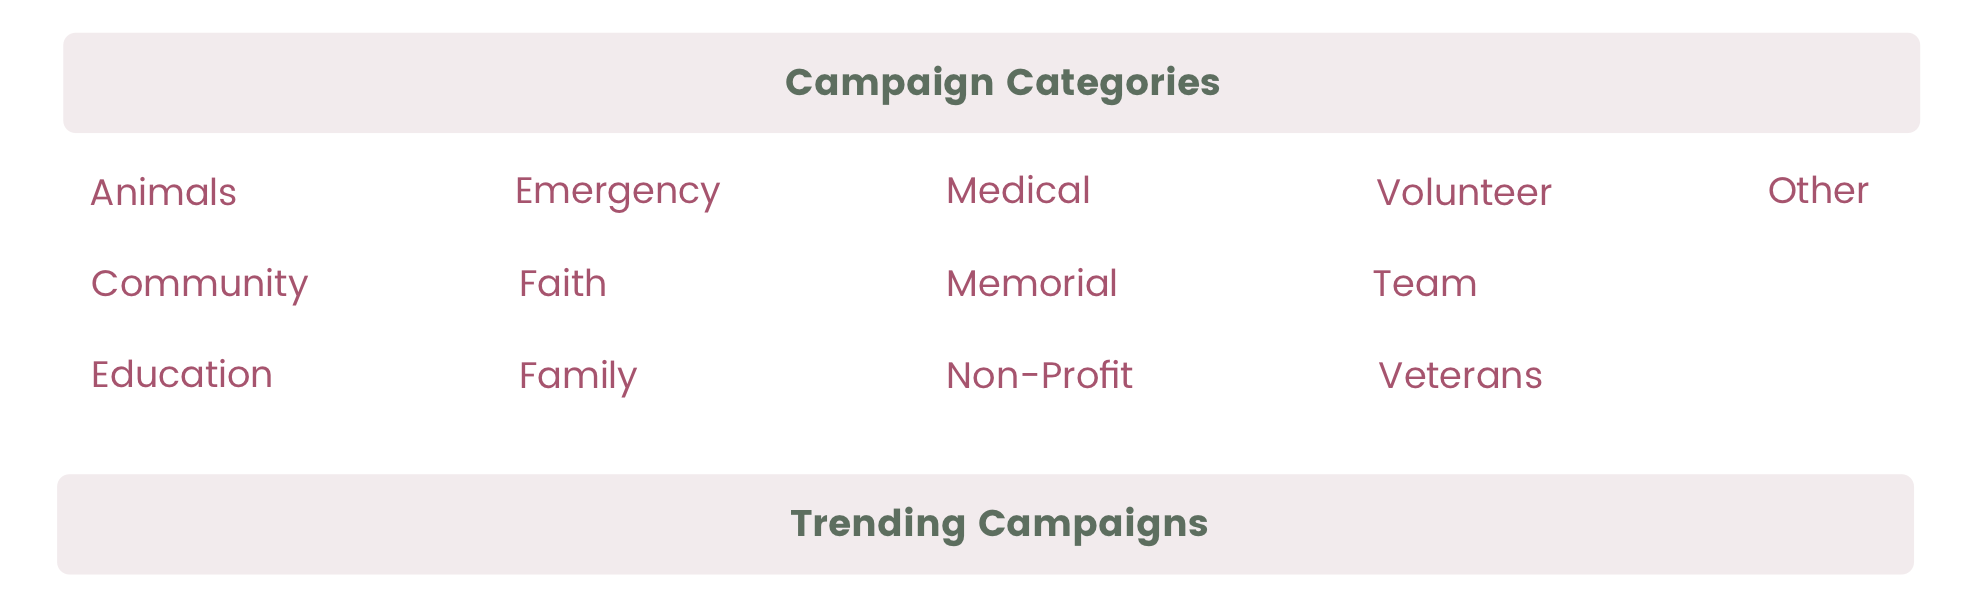 Campaign Categories
Animals Emergency Medical Volunteer Other
Community Faith Memorial Team
Education Family Non-Profit Veterans
Trending Campaigns